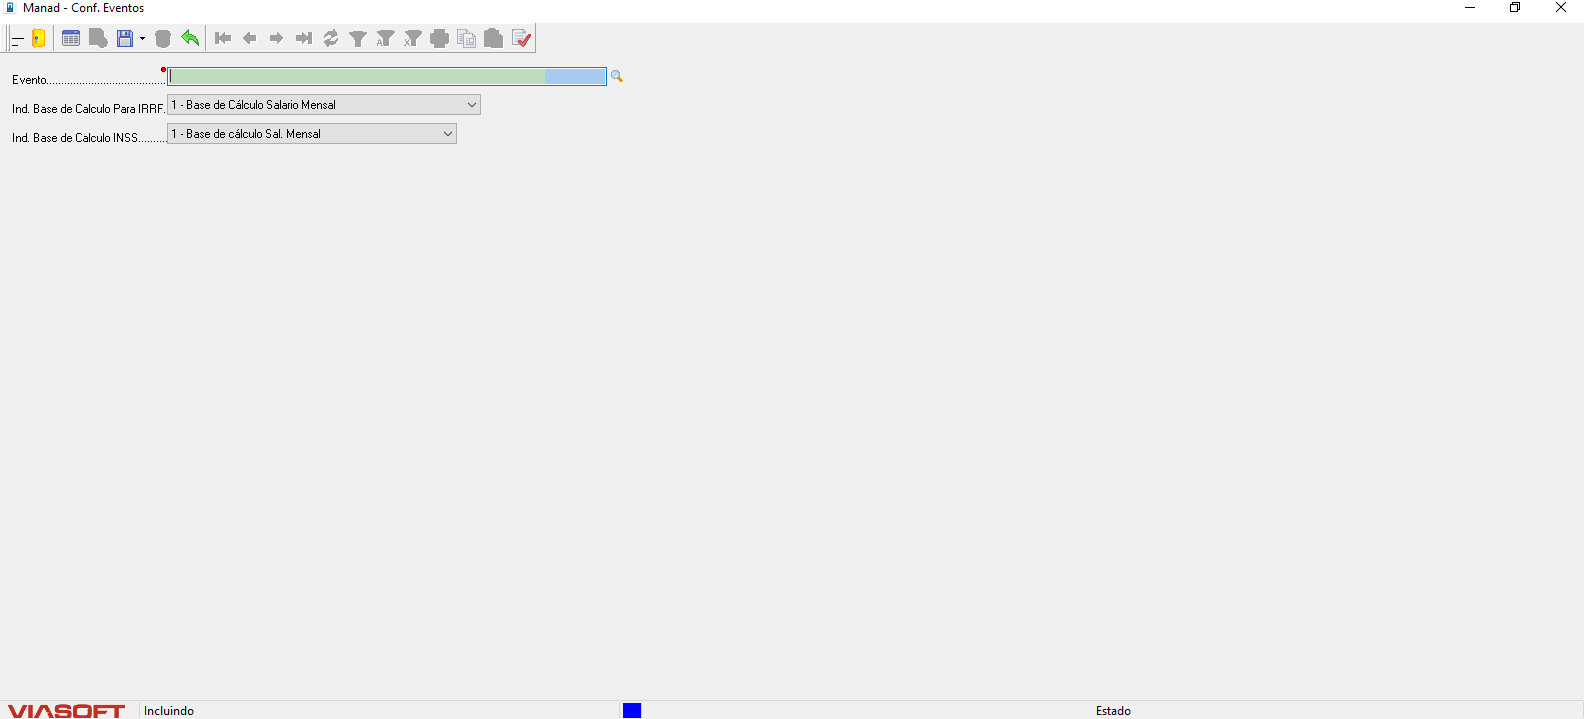 Manad - Conf. Eventos
Evento........................................
Ind. Base de Calculo Para IRRF. 1 - Base de Cálculo Salario Mensal
Ind. Base de Calculo INSS.......... 1 - Base de cálculo Sal. Mensal
VIASOFT Incluindo Estado